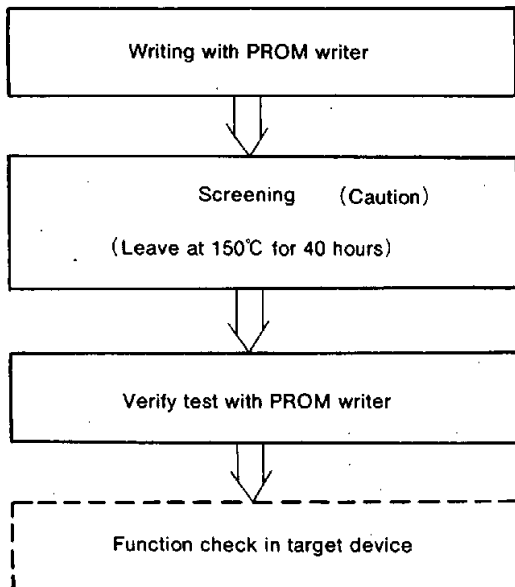 Writing with PROM writer
Screening (Caution)
(Leave at 150℃ for 40 hours)
Verify test with PROM writer
Function check in target device